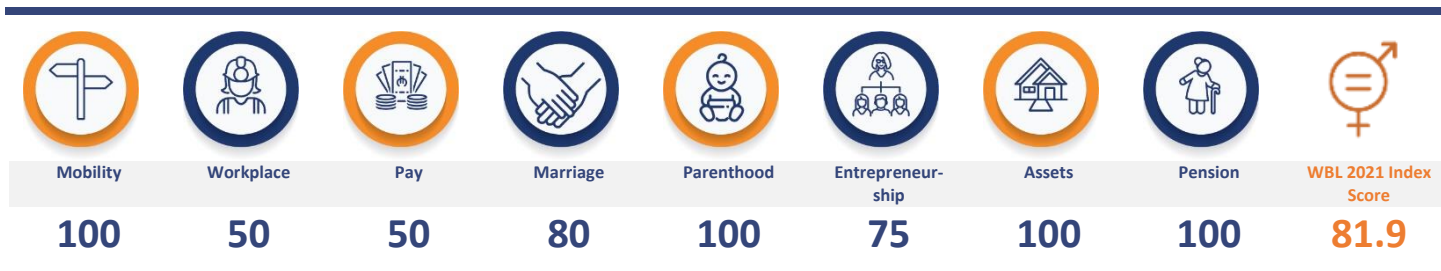 Mobility
Workplace
Pay
Marriage
Parenthood
Entrepreneur-
ship
Assets
Pension
WBL 2021 Index
Score
100
50
50
80
100
75
100
100
81.9